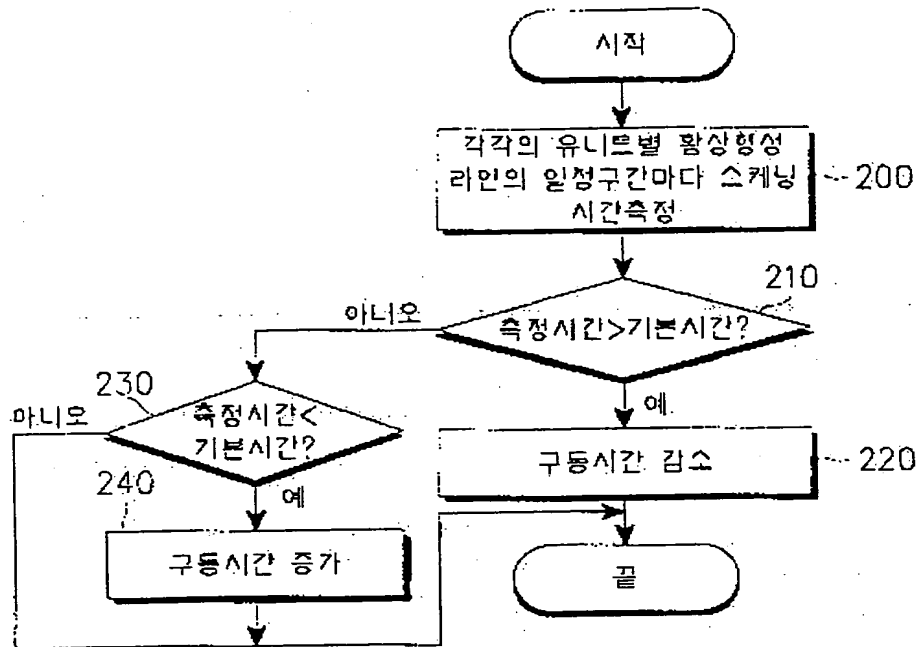 시작
각각의 유니트별 황상형성
라인의 일정구간마다 스케닝
시간측정
200
210
측정시간>기본시간?
아니오
예
230
측정시간<
기본시간?
아니오
구동시간 감소
220
240
예
구동시간 증가
끝